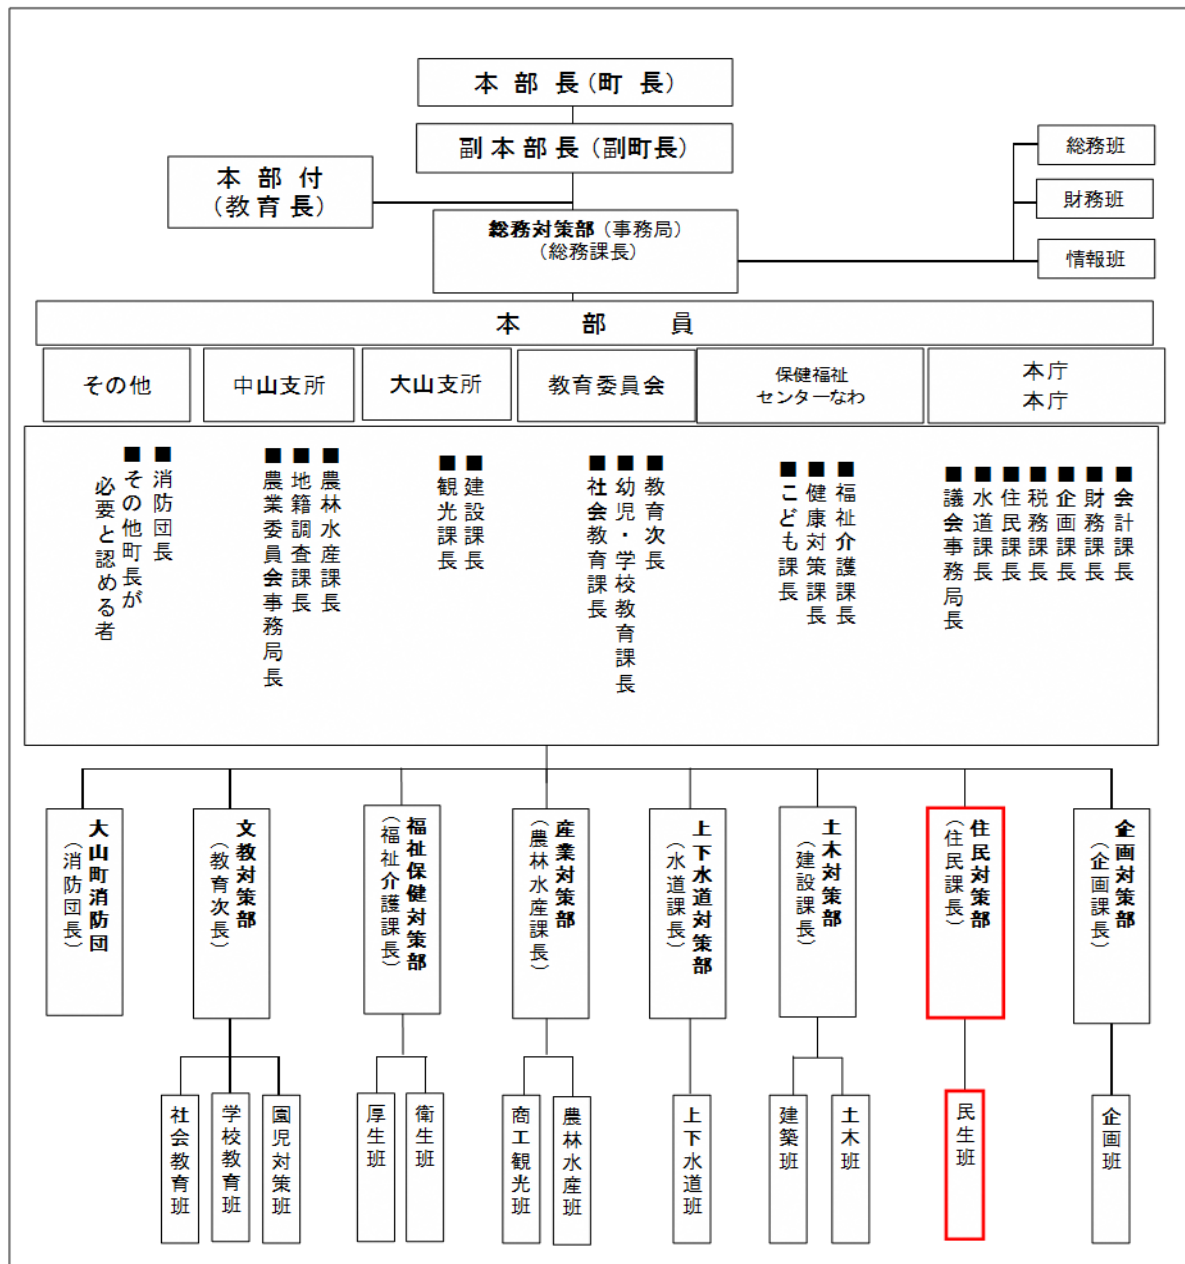 本部長（町長）
副本部長（副町長）
本部付
（教育長）
総務対策部（事務局）
（総務課長）
総務班
財務班
情報班
本部員
その他
中山支所
大山支所
教育委員会
保健福祉
センターなわ
本庁
本庁
■会計課長
■財務課長
■企画課長
■税務課長
■住民課長
■水道課長
■議会事務局長
■福祉介護課長
■健康対策課長
■こども課長
■教育次長
■幼児・学校教育課長
■社会教育課長
■建設課長
■観光課長
■農林水産課長
■地籍調査課長
■農業委員会事務局長
■消防団長
■その他町長が
必要と認める者
企画対策部
（企画課長）
住民対策部
（住民課長）
土木対策部
（建設課長）
上下水道対策部
（水道課長）
産業対策部
（農林水産課長）
福祉保健対策部
（福祉介護課長）
文教対策部
（教育次長）
大山町消防団
（消防団長）
企画班
民生班
土木班
建築班
上下水道班
農林水産班
商工観光班
衛生班
厚生班
園児対策班
学校教育班
社会教育班